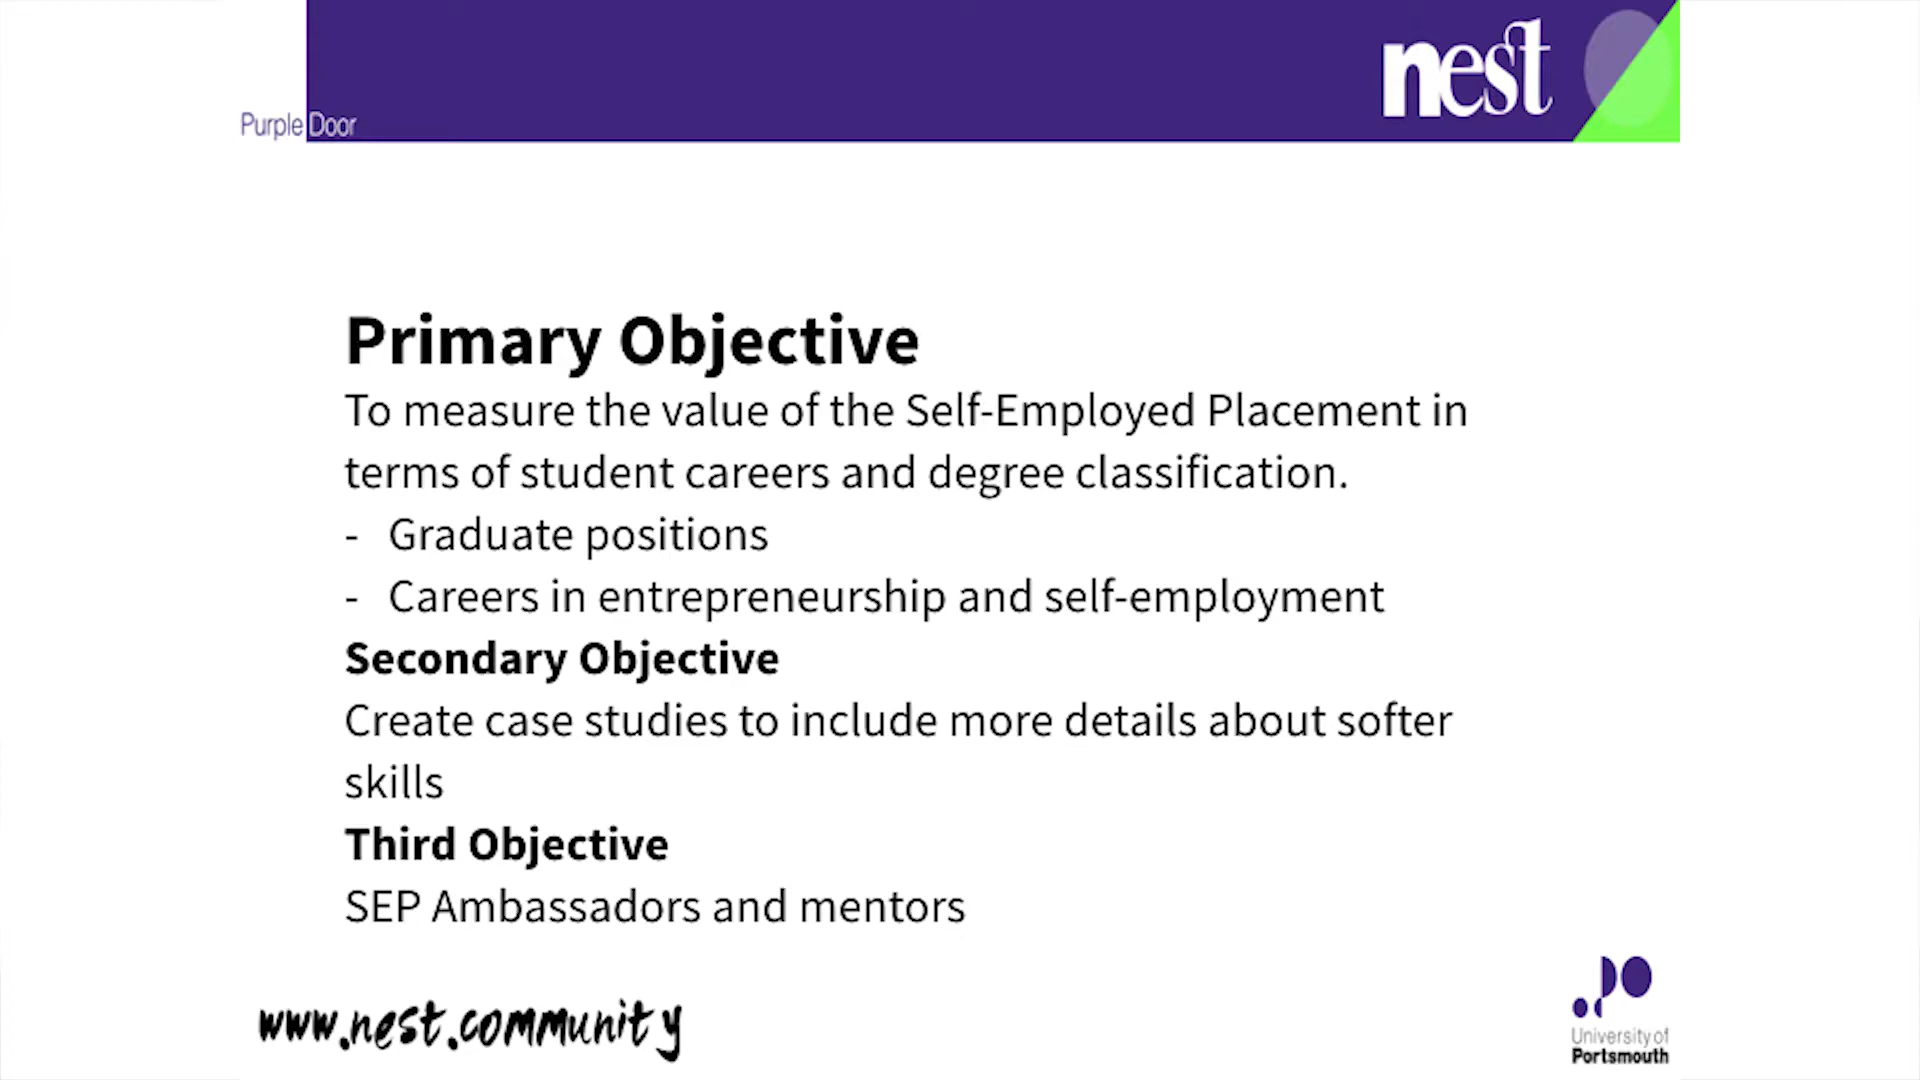 nest
Purple Door
Primary Objective
To measure the value of the Self-Employed Placement in
terms of student careers and degree classification.
- Graduate positions
- Careers in entrepreneurship and self-employment
Secondary Objective
Create case studies to include more details about softer
skills
Third Objective
SEP Ambassadors and mentors
www.nest.community
University of
Portsmouth